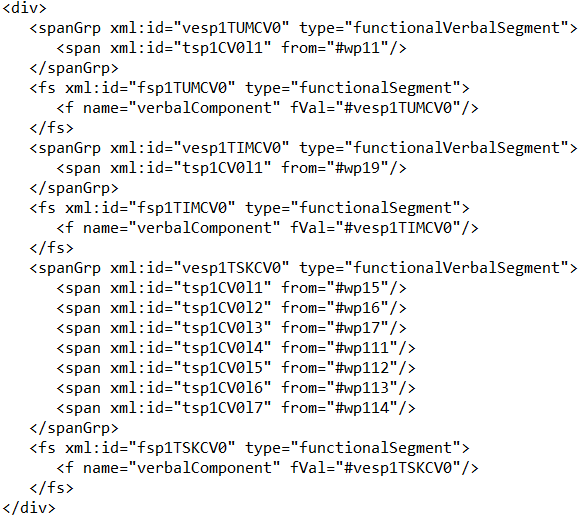 <div>
<spanGrp xml:id="vesp1TUMCV0" type="functionalVerbalSegment">
<span xml:id="tsp1CV0l1" from="#wp11"/>
</spanGrp>
<fs xml:id="fsp1TUMCV0" type="functionalSegment">
<f name="verbalComponent" fVal="#vesp1TUMCV0"/>
</fs>
<spanGrp xml:id="vesp1TIMCV0" type="functionalVerbalSegment">
<span xml:id="tsp1CV0l1" from="#wp19"/>
</spanGrp>
<fs xml:id="fsp1TIMCV0" type="functionalSegment">
<f name="verbalComponent" fVal="#vesp1TIMCV0"/>
</fs>
<spanGrp xml:id="vesp1TSKCV0" type="functionalVerbalSegment">
<span xml:id="tsp1CV0l1" from="#wp15"/>
<span xml:id="tsp1CV0l2" from="#wp16"/>
<span xml:id="tsp1CV0l3" from="#wp17"/>
<span xml:id="tsp1CV0l4" from="#wp111"/>
<span xml:id="tsp1CV0l5" from="#wp112"/>
<span xml:id="tsp1CV0l6" from="#wp113"/>
<span xml:id="tsp1CV0l7" from="#wp114"/>
</spanGrp>
<fs xml:id="fsp1TSKCV0" type="functionalSegment">
<f name="verbalComponent" fVal="#vesp1TSKCV0"/>
</fs>
</div>